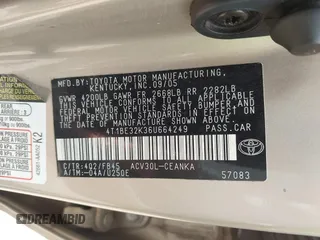 MFD. BY:
TOYOTA MOTOR MANUFACTURING,
KENTUCKY, INC. 09/05
GVWR 4200LB GAWR FR 2668LB RR 2282LB
THIS VEHICLE CONFORMS TO ALL APPLICABLE
FEDERAL MOTOR VEHICLE SAFETY, BUMPER, AND
THEFT PREVENTION STANDARDS IN EFFECT ON
THE DATE OF MANUFACTURE SHOWN ABOVE.
4T1BE32K36U664249 PASS.CAR
C/TR:4Q2/FB45 ACV30L-CEANKA
A/TM:-04A/U250E
TOYOTA
57083
K2
DREAMBID